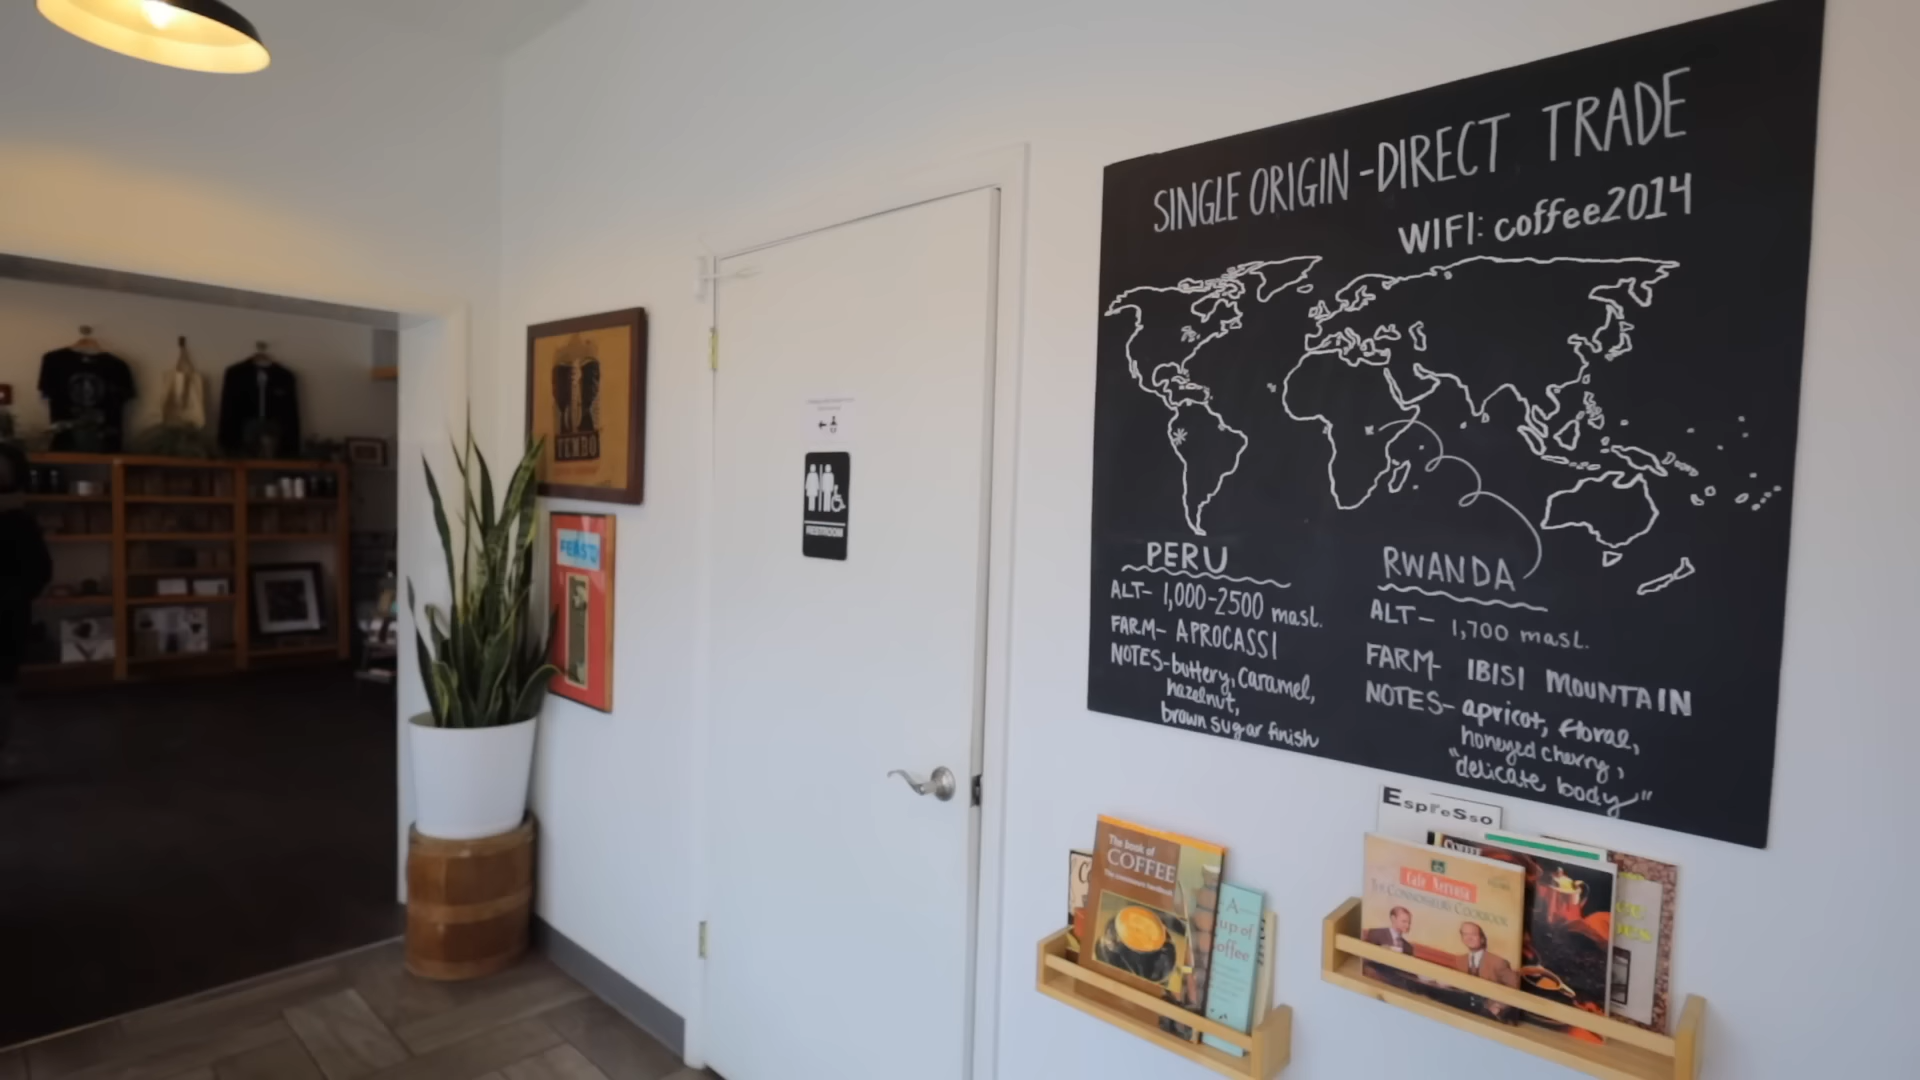 SINGLE ORIGIN-DIRECT TRADE
WIFI: coffee2014
PERU
ALT- 1,000-2500 masl.
FARM- APROCASSI
NOTES-buttery, caramel,
hazelnut,
brown sugar finish
RWANDA
ALT- 1,700 masl.
FARM- IBISI MOUNTAIN
NOTES- apricot, floral,
honeyed cherry,
"delicate body"
TEMBO
RESTROOM
The book of
COFFEE
A
cup of
coffee
Espresso
Café Nervosa
THE CONNOISSEUR'S COOKBOOK